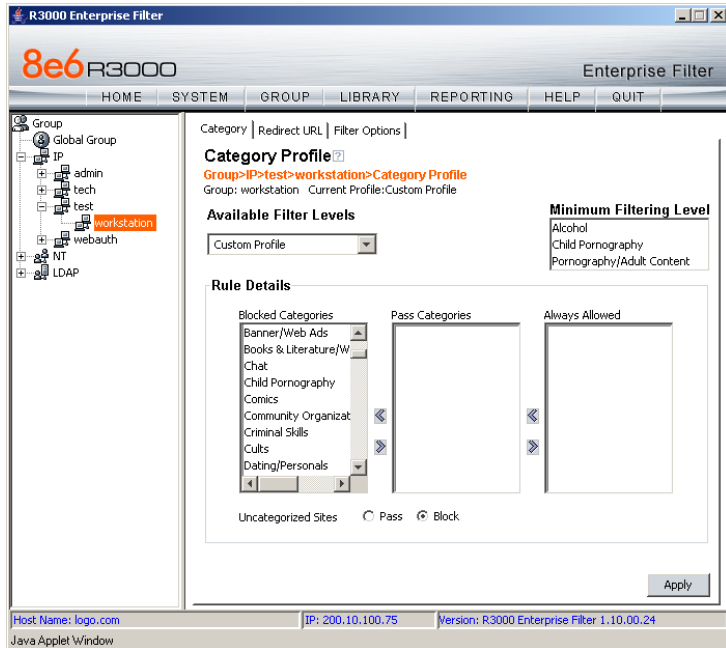 R3000 Enterprise Filter
8e6 R3000
Enterprise Filter
HOME SYSTEM GROUP LIBRARY REPORTING HELP QUIT
Group
Global Group
IP
admin
tech
test
workstation
webauth
NT
LDAP
Category Redirect URL Filter Options
Category Profile ?
Group>IP>test>workstation>Category Profile
Group: workstation Current Profile:Custom Profile
Available Filter Levels
Custom Profile
Minimum Filtering Level
Alcohol
Child Pornography
Pornography/Adult Content
Rule Details
Blocked Categories
Banner/Web Ads
Books & Literature/W
Chat
Child Pornography
Comics
Community Organizat
Criminal Skills
Cults
Dating/Personals
Pass Categories
Always Allowed
Uncategorized Sites Pass Block
Apply
Host Name: logo.com IP: 200.10.100.75 Version: R3000 Enterprise Filter 1.10.00.24
Java Applet Window